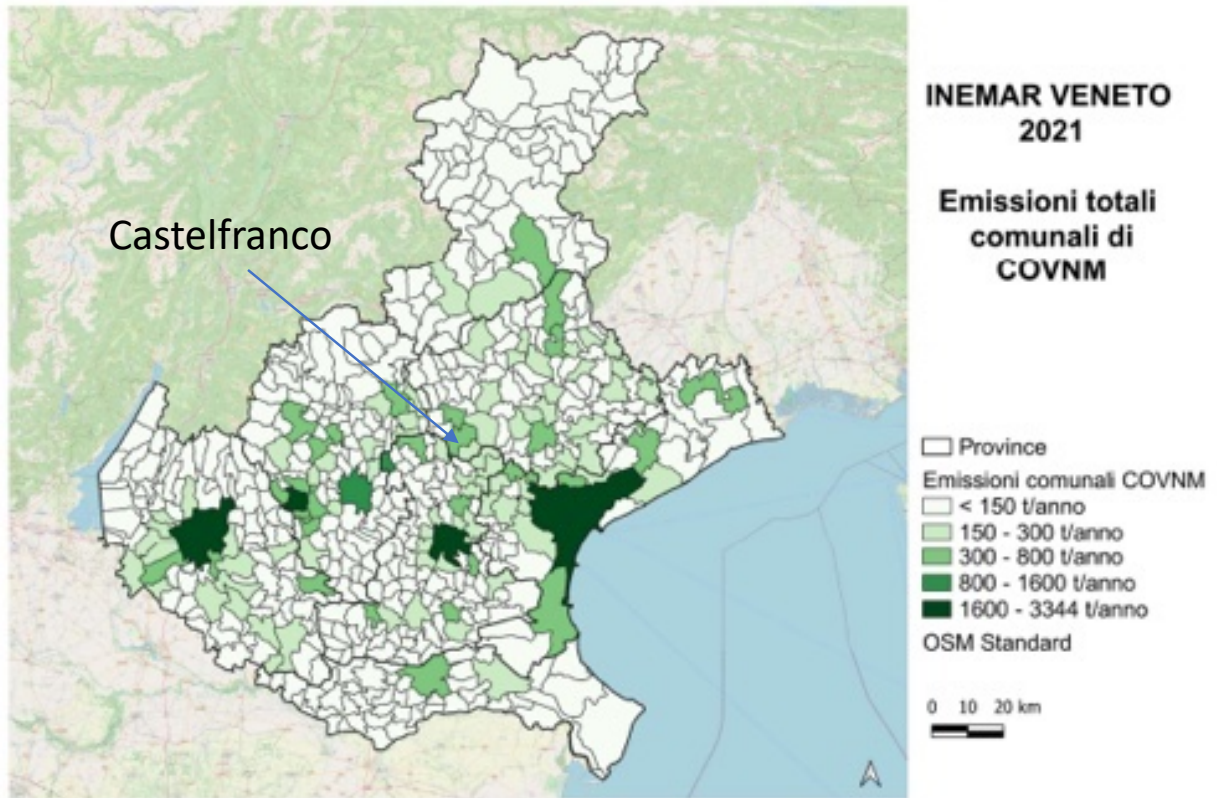 Castelfranco
INEMAR VENETO
2021
Emissioni totali
comunali di
COVNM
Province
Emissioni comunali COVNM
< 150 t/anno
150 - 300 t/anno
300 - 800 t/anno
800 - 1600 t/anno
1600 - 3344 t/anno
OSM Standard
0 10 20 km